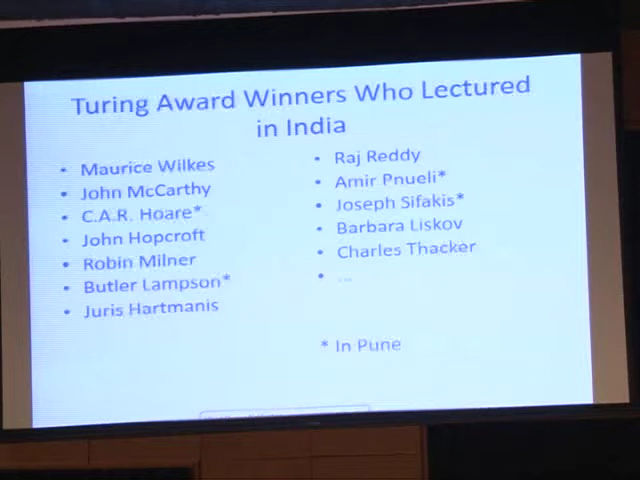 Turing Award Winners Who Lectured
in India
• Maurice Wilkes
• John McCarthy
• C.A.R. Hoare*
• John Hopcroft
• Robin Milner
• Butler Lampson*
• Juris Hartmanis
• Raj Reddy
• Amir Pnueli*
• Joseph Sifakis*
• Barbara Liskov
• Charles Thacker
• ...
* In Pune